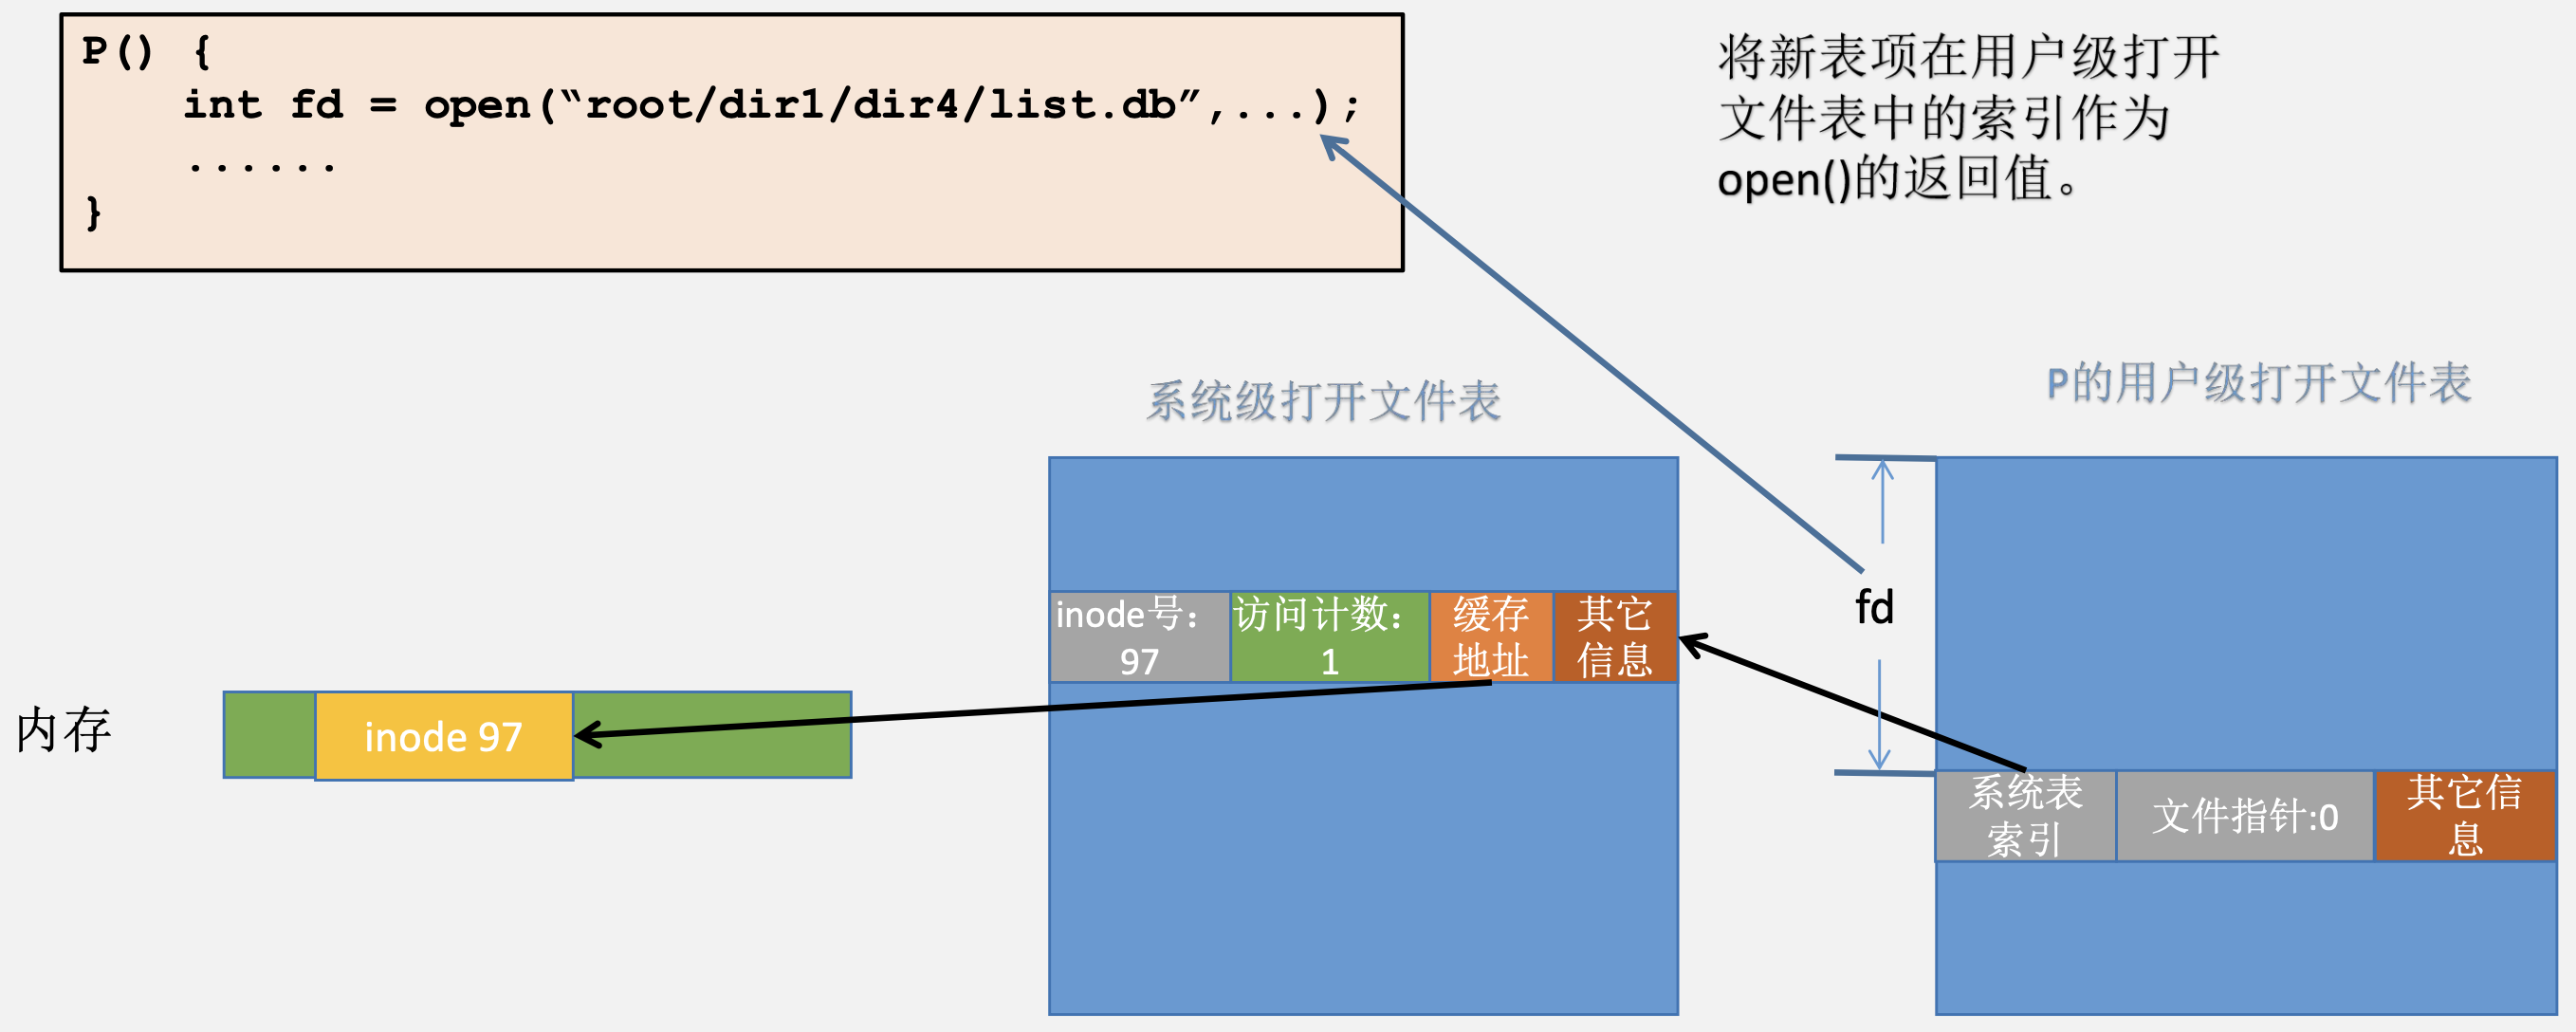 P() {
int fd = open(“root/dir1/dir4/list.db”,...);
......
}
将新表项在用户级打开
文件表中的索引作为
open()的返回值。
系统级打开文件表
P的用户级打开文件表
inode号：
97
访问计数：
1
缓存
地址
其它
信息
fd
内存
inode 97
系统表
索引
文件指针:0
其它信
息